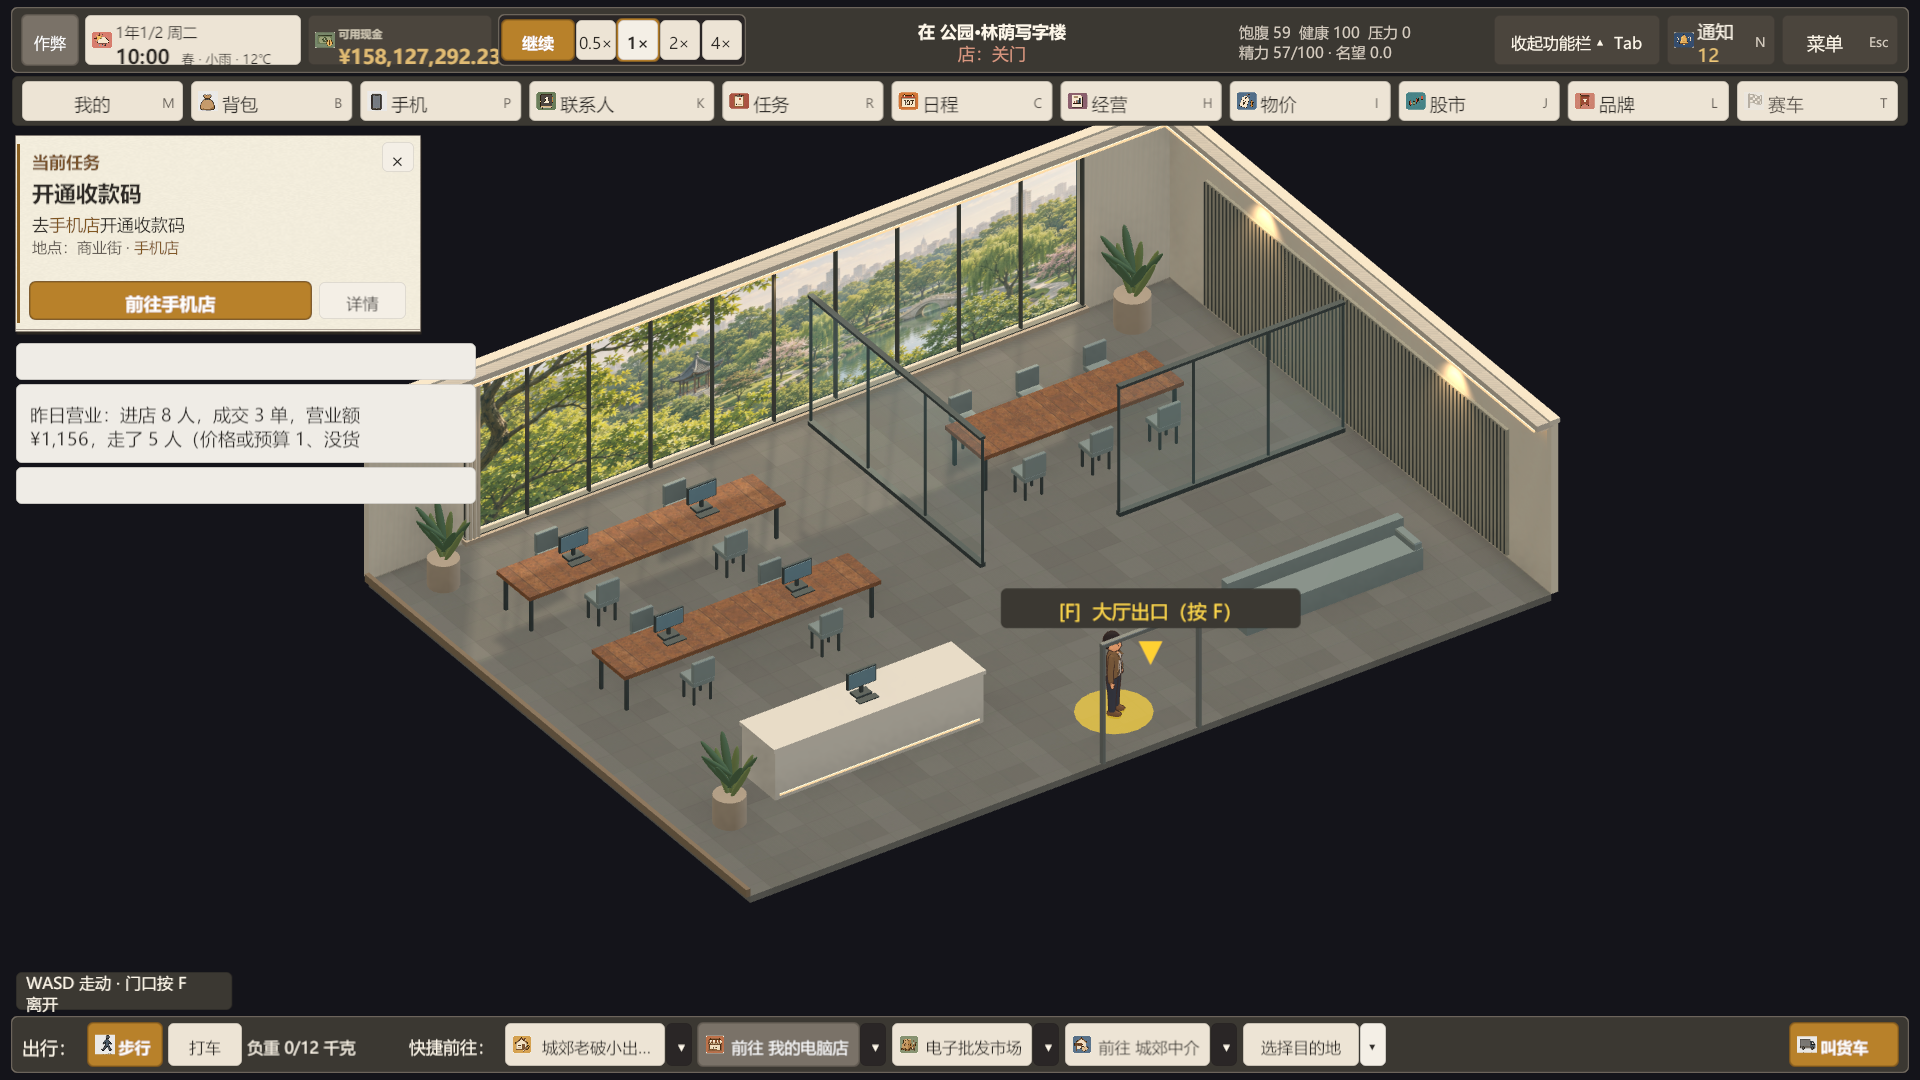 作弊
1年1/2 周二
10:00 春·小雨·12℃
可用现金
¥158,127,292.23
继续
0.5×
1×
2×
4×
在 公园·林荫写字楼
店：关门
饱腹 59 健康 100 压力 0
精力 57/100 · 名望 0.0
收起功能栏 ▴ Tab
通知
12
N
菜单 Esc
我的 M
背包 B
手机 P
联系人 K
任务 R
日程 C
经营 H
物价 I
股市 J
品牌 L
赛车 T
当前任务
×
开通收款码
去手机店开通收款码
地点：商业街 · 手机店
前往手机店
详情
昨日营业：进店 8 人，成交 3 单，营业额
¥1,156，走了 5 人（价格或预算 1、没货
[F] 大厅出口（按 F）
WASD 走动 · 门口按 F
离开
出行：
步行
打车
负重 0/12 千克
快捷前往：
城郊老破小出...
▾
前往 我的电脑店
▾
电子批发市场
▾
前往 城郊中介
▾
选择目的地
▾
叫货车